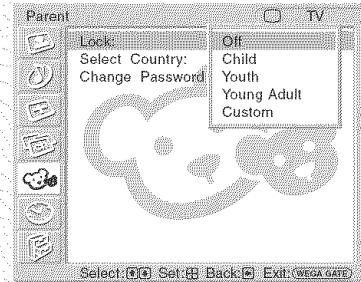 Parent TV
Lock: Off
Select Country: Child
Change Password Youth
Young Adult
Custom
Select: Set: Back: Exit: WEGA GATE